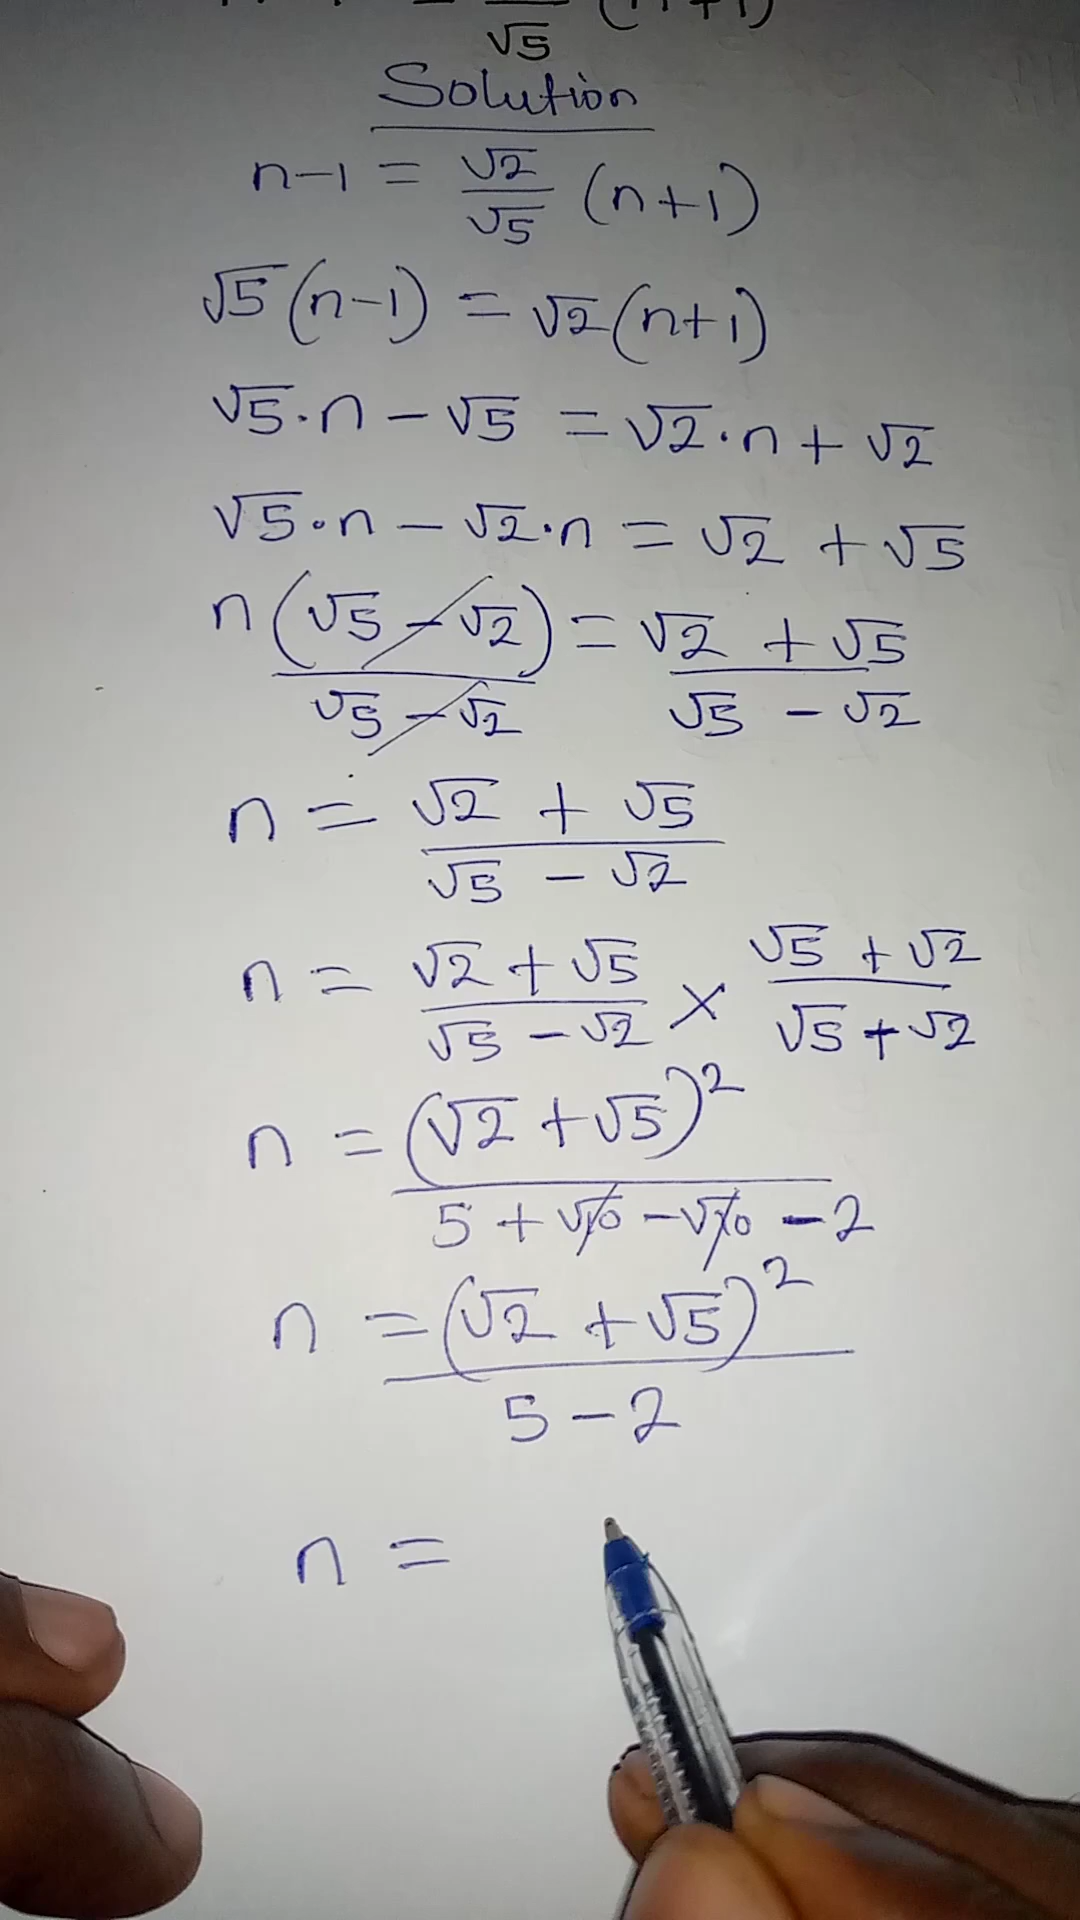 √5
Solution
n-1 = √2/√5 (n+1)
√5(n-1) = √2(n+1)
√5·n - √5 = √2·n + √2
√5·n - √2·n = √2 + √5
n(√5 - √2)/√5 - √2 = √2 + √5/√5 - √2
n = √2 + √5/√5 - √2
n = √2 + √5/√5 - √2 × √5 + √2/√5 + √2
n = (√2 + √5)²/5 + √10 - √10 - 2
n = (√2 + √5)²/5 - 2
n =